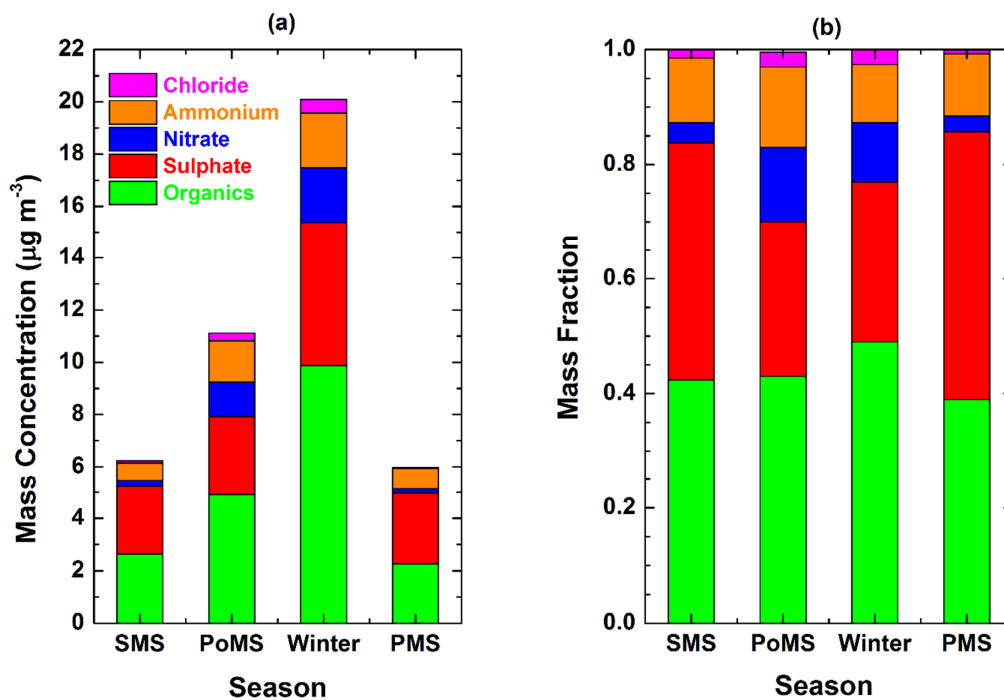 (a)
Mass Concentration (µg m⁻³)
22
20
18
16
14
12
10
8
6
4
2
0
Chloride
Ammonium
Nitrate
Sulphate
Organics
SMS PoMS Winter PMS
Season
(b)
Mass Fraction
1.0
0.8
0.6
0.4
0.2
0.0
SMS PoMS Winter PMS
Season